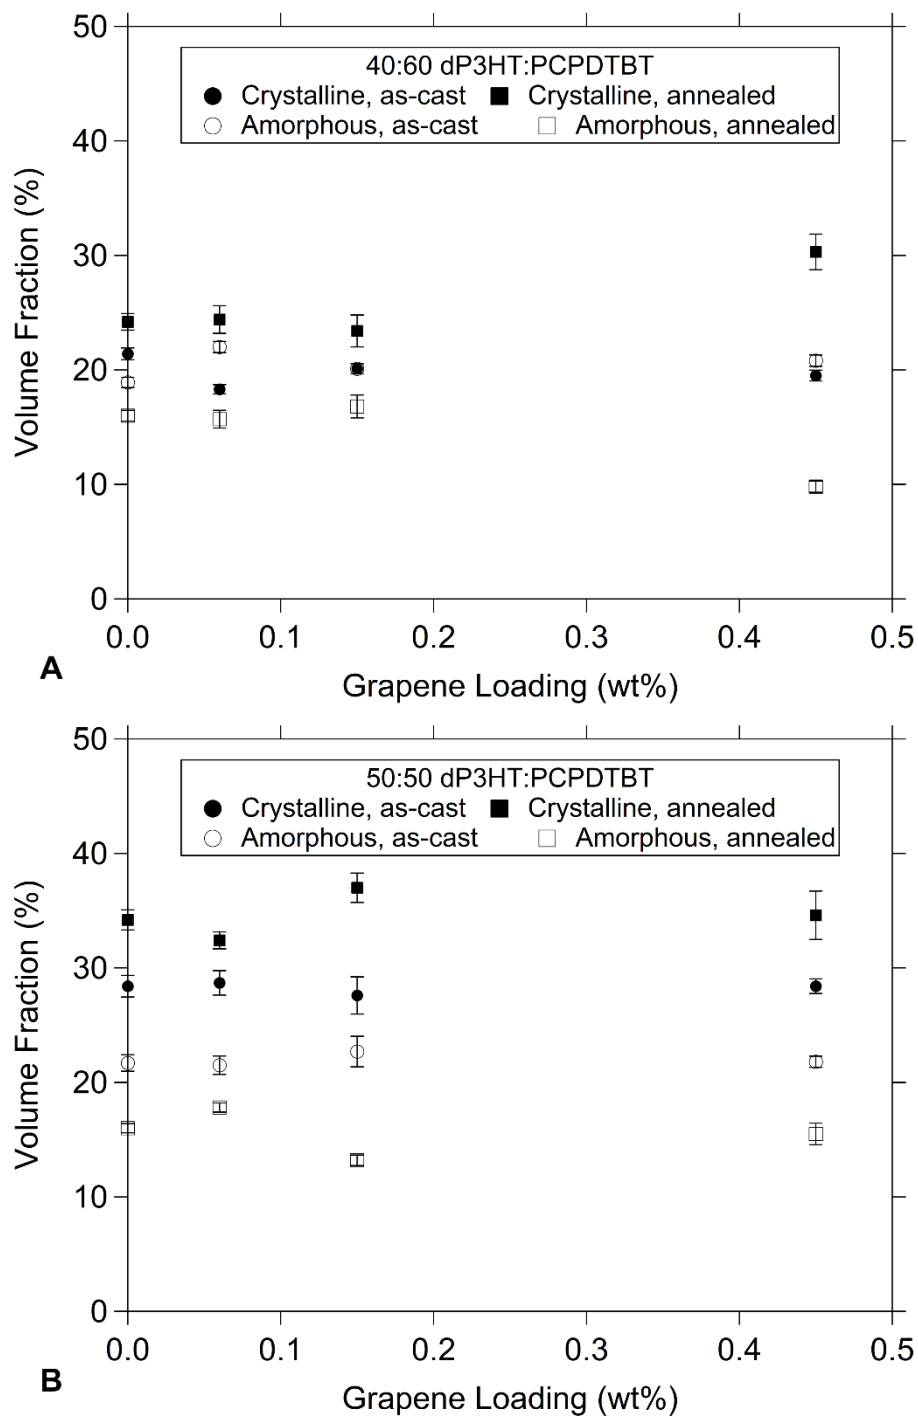 50
40:60 dP3HT:PCPDTBT
Crystalline, as-cast Crystalline, annealed
Amorphous, as-cast Amorphous, annealed
40
30
20
10
0
Volume Fraction (%)
0.0 0.1 0.2 0.3 0.4 0.5
A
Grapene Loading (wt%)
50
50:50 dP3HT:PCPDTBT
Crystalline, as-cast Crystalline, annealed
Amorphous, as-cast Amorphous, annealed
40
30
20
10
0
Volume Fraction (%)
0.0 0.1 0.2 0.3 0.4 0.5
B
Grapene Loading (wt%)